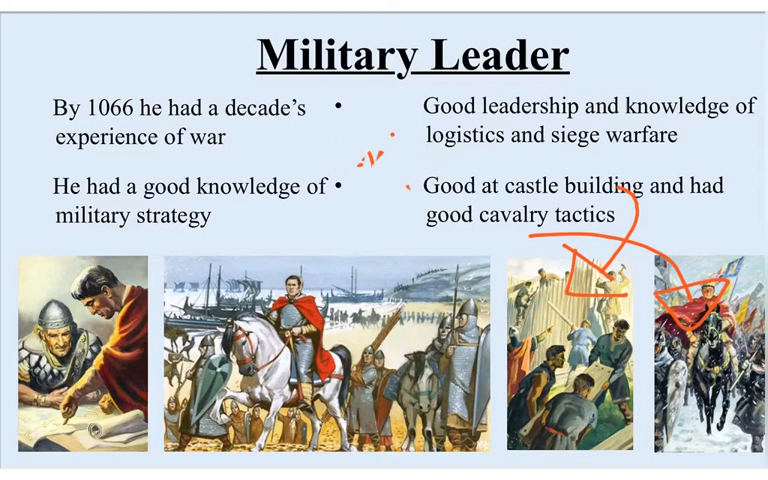 Military Leader
By 1066 he had a decade's
experience of war
He had a good knowledge of
military strategy
• Good leadership and knowledge of
logistics and siege warfare
• Good at castle building and had
good cavalry tactics